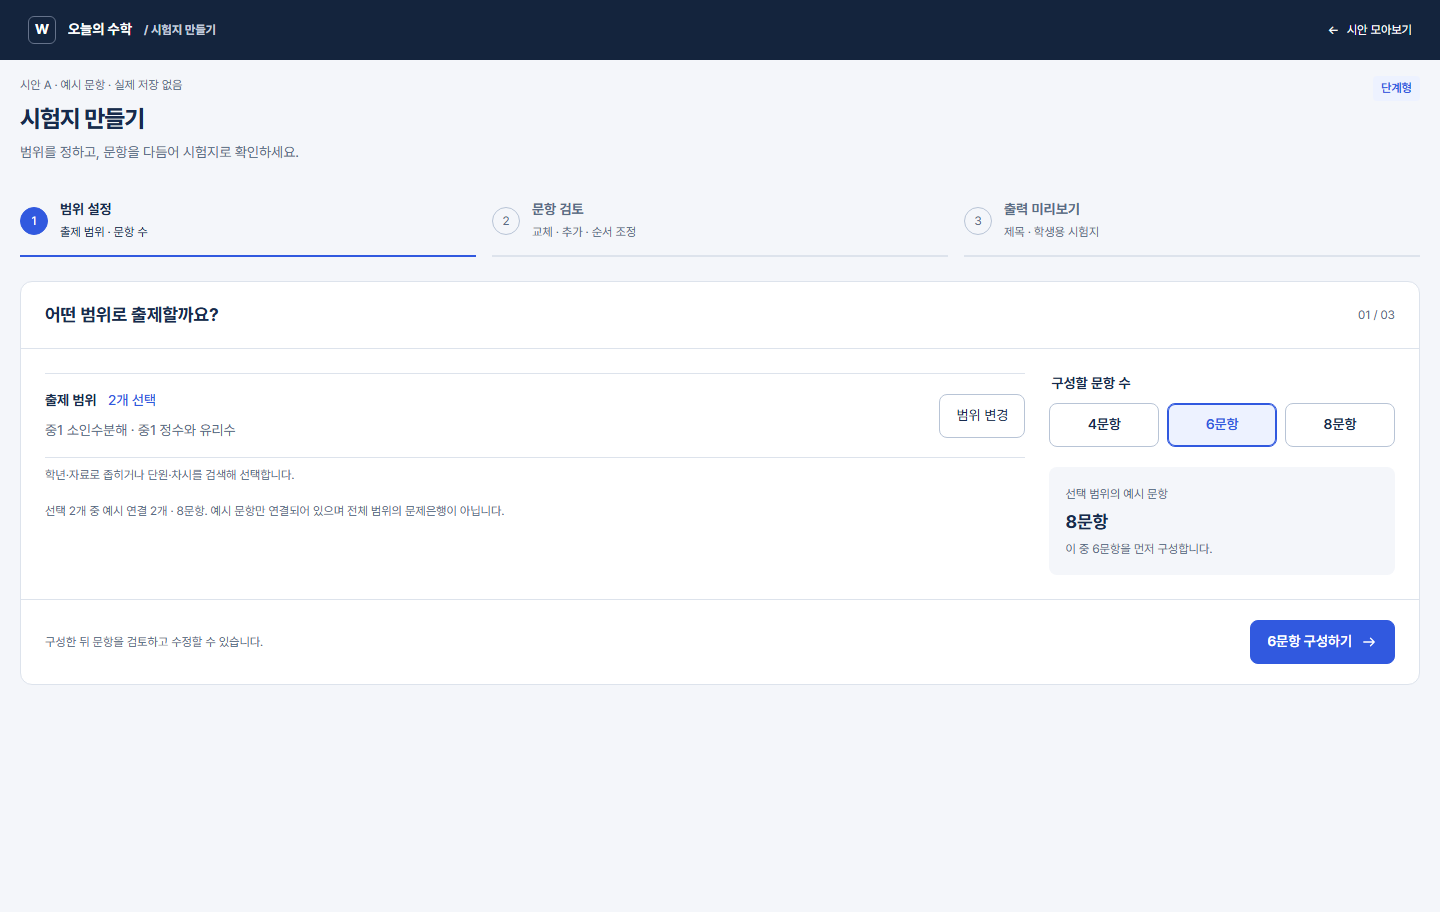 W 오늘의 수학 / 시험지 만들기
← 시안 모아보기
시안 A · 예시 문항 · 실제 저장 없음
단계형
시험지 만들기
범위를 정하고, 문항을 다듬어 시험지로 확인하세요.
1 범위 설정
출제 범위 · 문항 수
2 문항 검토
교체 · 추가 · 순서 조정
3 출력 미리보기
제목 · 학생용 시험지
어떤 범위로 출제할까요?
01 / 03
출제 범위 2개 선택
중1 소인수분해 · 중1 정수와 유리수
범위 변경
학년·자료로 좁히거나 단원·차시를 검색해 선택합니다.
선택 2개 중 예시 연결 2개 · 8문항. 예시 문항만 연결되어 있으며 전체 범위의 문제은행이 아닙니다.
구성할 문항 수
4문항 6문항 8문항
선택 범위의 예시 문항
8문항
이 중 6문항을 먼저 구성합니다.
구성한 뒤 문항을 검토하고 수정할 수 있습니다.
6문항 구성하기 →